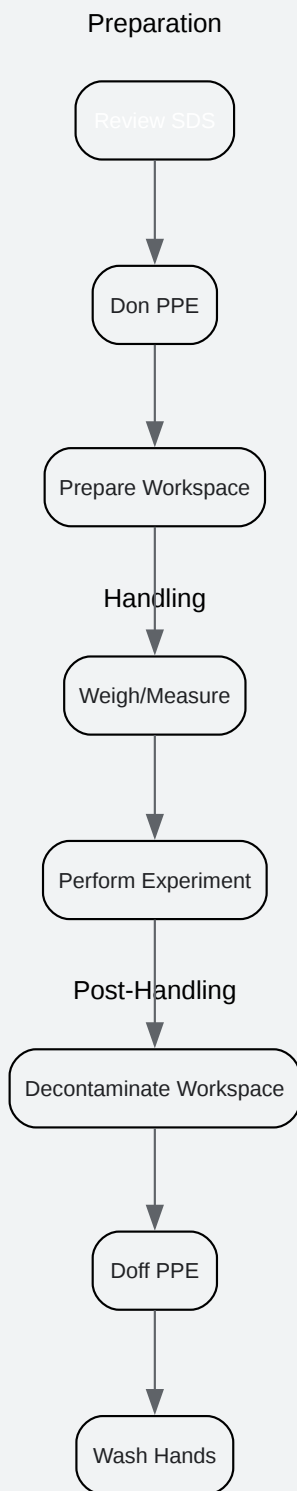 Preparation
Review SDS
Don PPE
Prepare Workspace
Handling
Weigh/Measure
Perform Experiment
Post-Handling
Decontaminate Workspace
Doff PPE
Wash Hands